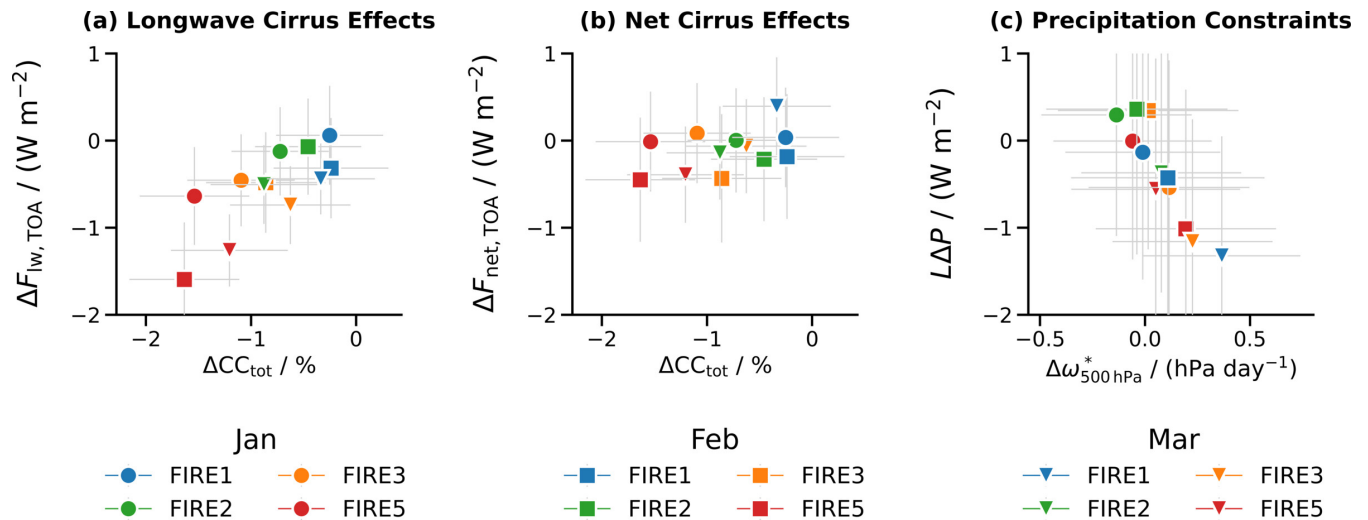 (a) Longwave Cirrus Effects
(b) Net Cirrus Effects
(c) Precipitation Constraints
ΔF_lw, TOA / (W m⁻²)
1
0
−1
−2
−2
−1
0
ΔCC_tot / %
ΔF_net, TOA / (W m⁻²)
1
0
−1
−2
−2
−1
0
ΔCC_tot / %
LΔP / (W m⁻²)
1
0
−1
−2
−0.5
0.0
0.5
Δω*_500 hPa / (hPa day⁻¹)
Jan
FIRE1
FIRE3
FIRE2
FIRE5
Feb
FIRE1
FIRE3
FIRE2
FIRE5
Mar
FIRE1
FIRE3
FIRE2
FIRE5